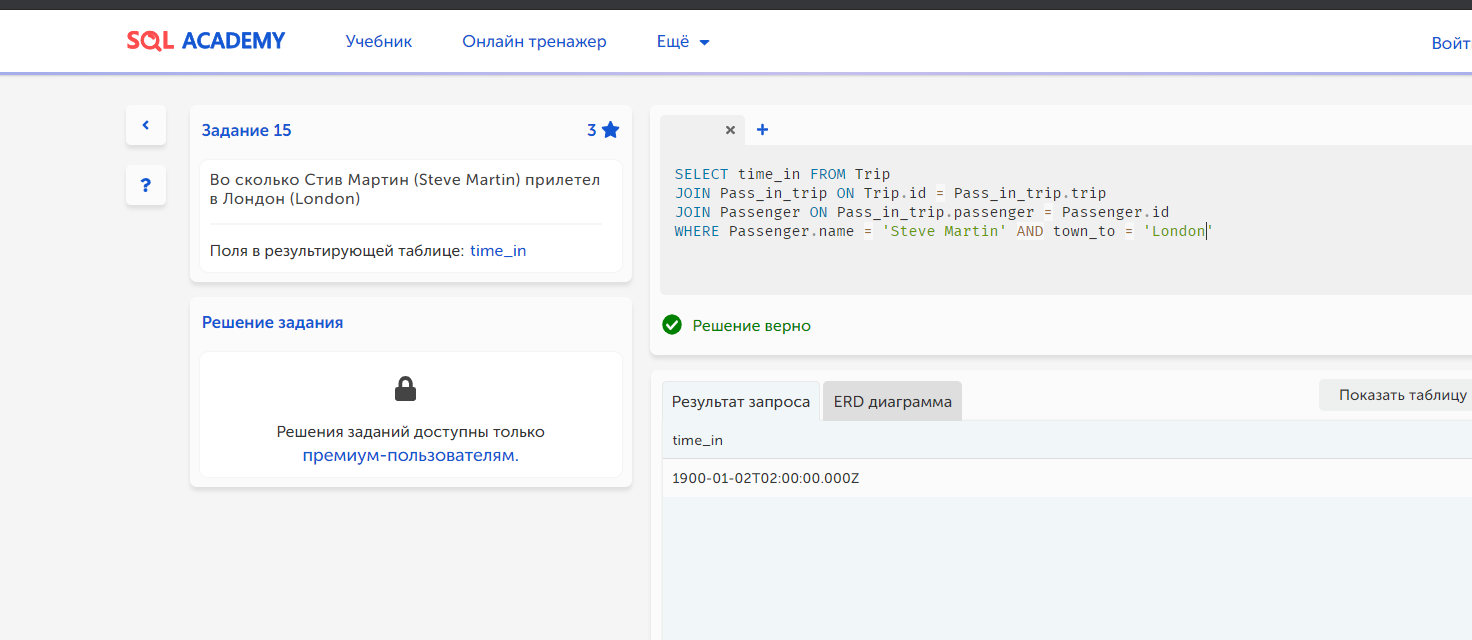 SQL ACADEMY Учебник Онлайн тренажер Ещё Войт
Задание 15 3
Во сколько Стив Мартин (Steve Martin) прилетел
в Лондон (London)
Поля в результирующей таблице: time_in
Решение задания
Решения заданий доступны только
премиум-пользователям.
SELECT time_in FROM Trip
JOIN Pass_in_trip ON Trip.id = Pass_in_trip.trip
JOIN Passenger ON Pass_in_trip.passenger = Passenger.id
WHERE Passenger.name = 'Steve Martin' AND town_to = 'London'
Решение верно
Результат запроса ERD диаграмма Показать таблицу
time_in
1900-01-02T02:00:00.000Z